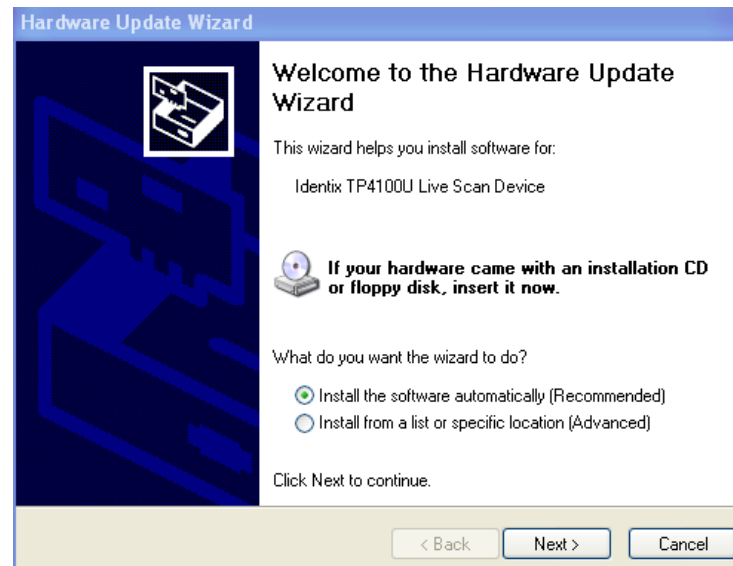 Hardware Update Wizard
Welcome to the Hardware Update
Wizard
This wizard helps you install software for:
Identix TP4100U Live Scan Device
If your hardware came with an installation CD
or floppy disk, insert it now.
What do you want the wizard to do?
Install the software automatically (Recommended)
Install from a list or specific location (Advanced)
Click Next to continue.
< Back Next > Cancel